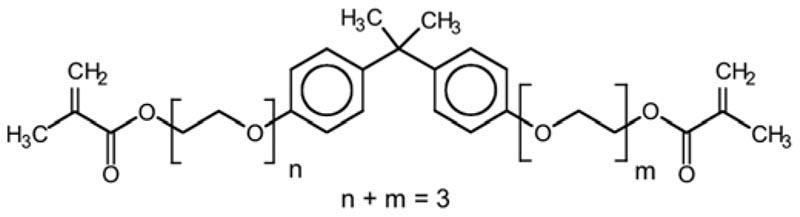 H₃C CH₃
CH₂ CH₂
O O
H₃C O O CH₃
O n m O
n + m = 3